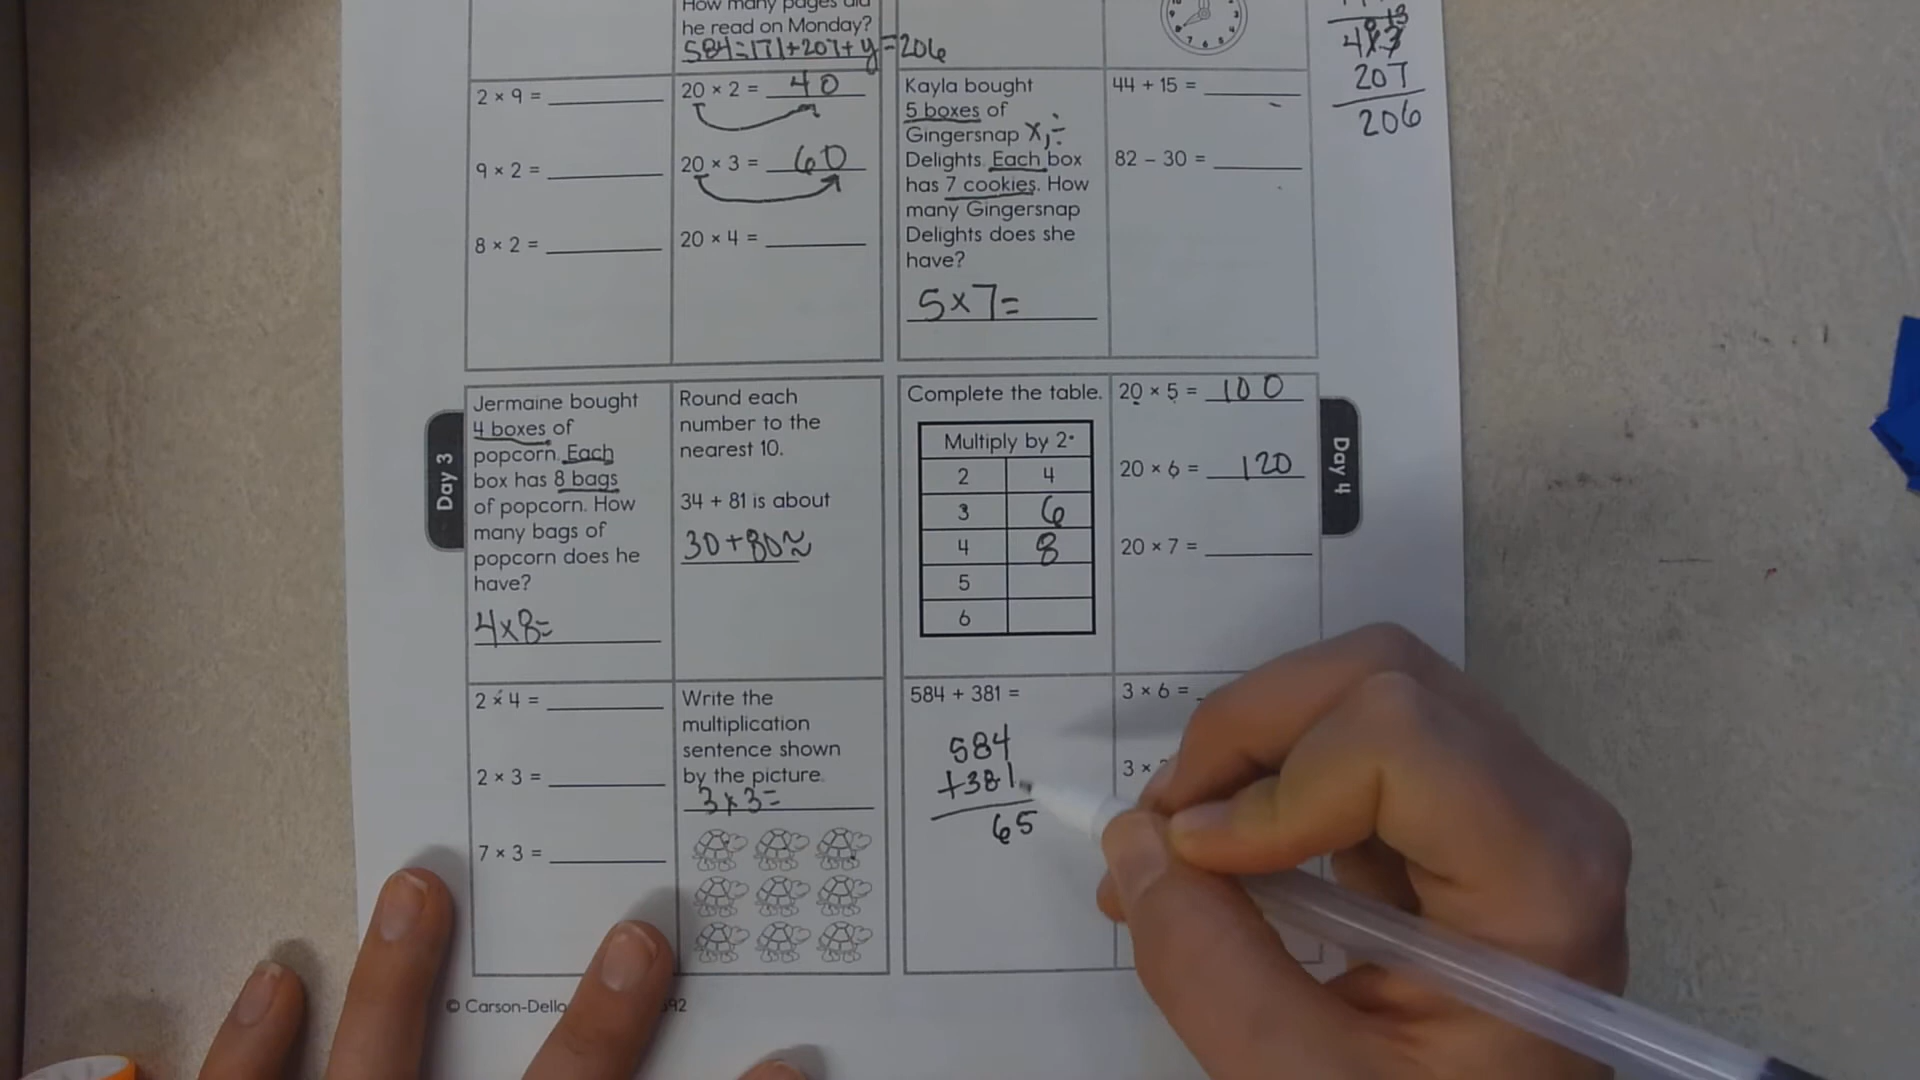 How many pages did
he read on Monday?
584=171+207+y=206
2 × 9 =
9 × 2 =
8 × 2 =
20 × 2 = 40
20 × 3 = 60
20 × 4 =
Kayla bought
5 boxes of
Gingersnap x,÷
Delights. Each box
has 7 cookies. How
many Gingersnap
Delights does she
have?
5×7=
44 + 15 =
82 – 30 =
413
207
206
Day 3
Jermaine bought
4 boxes of
popcorn. Each
box has 8 bags
of popcorn. How
many bags of
popcorn does he
have?
4×8=
Round each
number to the
nearest 10.
34 + 81 is about
30+80≈
2 × 4 =
2 × 3 =
7 × 3 =
Write the
multiplication
sentence shown
by the picture.
3×3=
Complete the table.
Multiply by 2
2 4
3 6
4 8
5
6
20 × 5 = 100
20 × 6 = 120
20 × 7 =
Day 4
584 + 381 =
584
+381
65
3 × 6 =
3 ×
© Carson-Dello
92